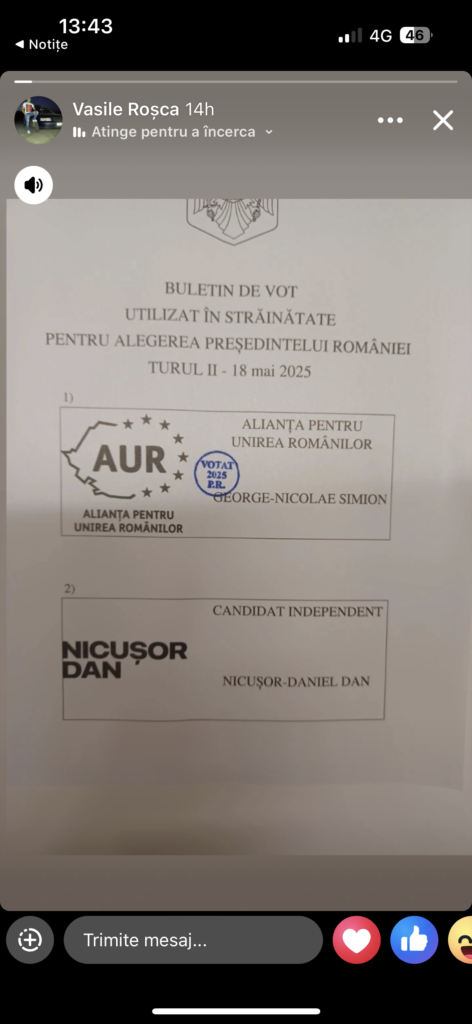 13:43
4G 46
◄ Notițe
Vasile Roșca 14h
Atinge pentru a încerca
BULETIN DE VOT
UTILIZAT ÎN STRĂINĂTATE
PENTRU ALEGEREA PREȘEDINTELUI ROMÂNIEI
TURUL II - 18 mai 2025
1)
AUR
ALIANȚA PENTRU
UNIREA ROMÂNILOR
ALIANȚA PENTRU
UNIREA ROMÂNILOR
VOTAT
2025
P.R.
GEORGE-NICOLAE SIMION
2)
CANDIDAT INDEPENDENT
NICUȘOR
DAN
NICUȘOR-DANIEL DAN
Trimite mesaj...